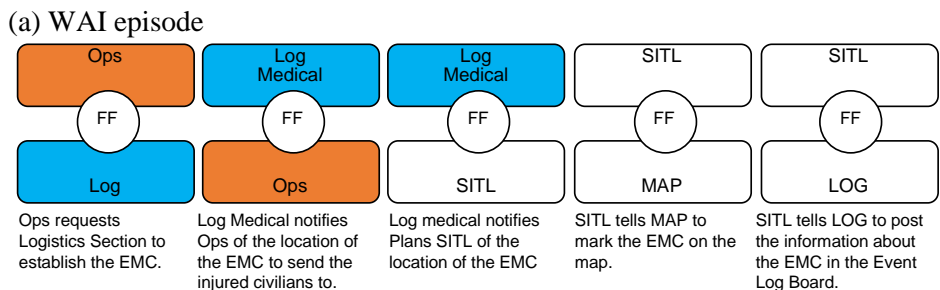 (a) WAI episode
Ops
FF
Log
Ops requests
Logistics Section to
establish the EMC.
Log
Medical
FF
Ops
Log Medical notifies
Ops of the location of
the EMC to send the
injured civilians to.
Log
Medical
FF
SITL
Log medical notifies
Plans SITL of the
location of the EMC
SITL
FF
MAP
SITL tells MAP to
mark the EMC on the
map.
SITL
FF
LOG
SITL tells LOG to post
the information about
the EMC in the Event
Log Board.